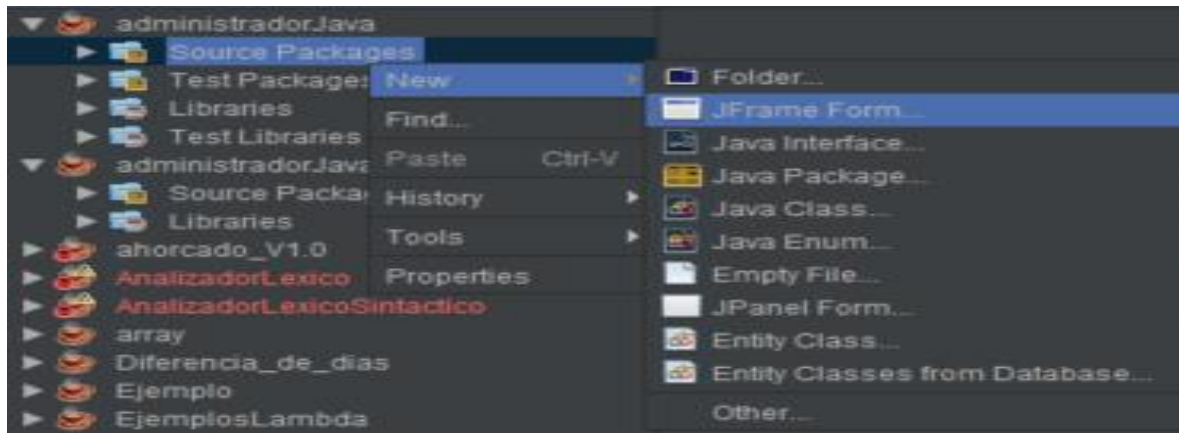 administradorJava
Source Packages
Test Package
Libraries
Test Libraries
administradorJava
Source Packa
Libraries
ahorcado_V1.0
AnalizadorLexico
AnalizadorLexicoSintactico
array
Diferencia_de_dias
Ejemplo
EjemplosLambda
New
Find...
Paste Ctrl-V
History
Tools
Properties
Folder...
JFrame Form...
Java Interface...
Java Package...
Java Class...
Java Enum...
Empty File...
JPanel Form...
Entity Class...
Entity Classes from Database...
Other...